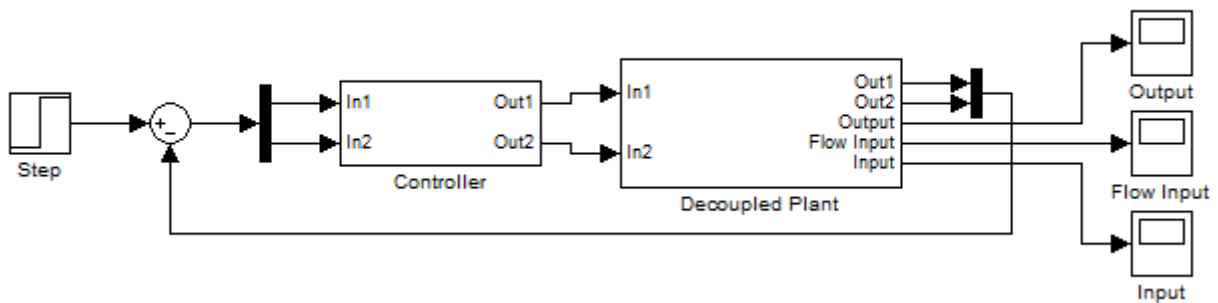 Step
+
−
In1
In2
Out1
Out2
Controller
In1
In2
Out1
Out2
Output
Flow Input
Input
Decoupled Plant
Output
Flow Input
Input